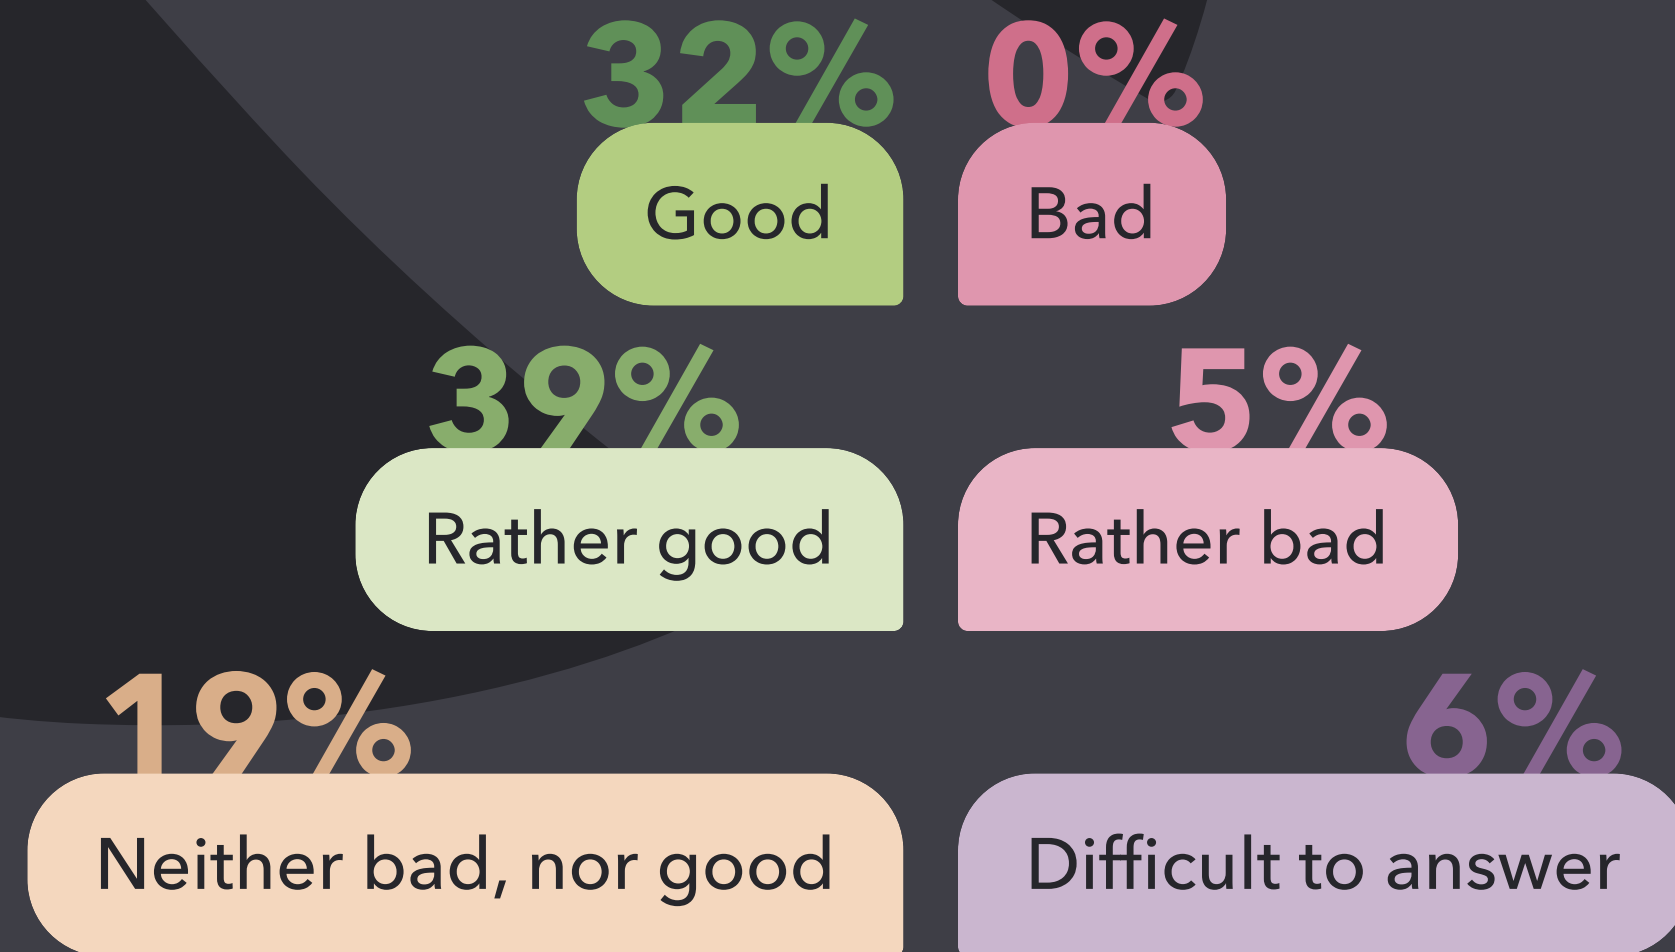 32% 0%
Good Bad
39% 5%
Rather good Rather bad
19% 6%
Neither bad, nor good Difficult to answer